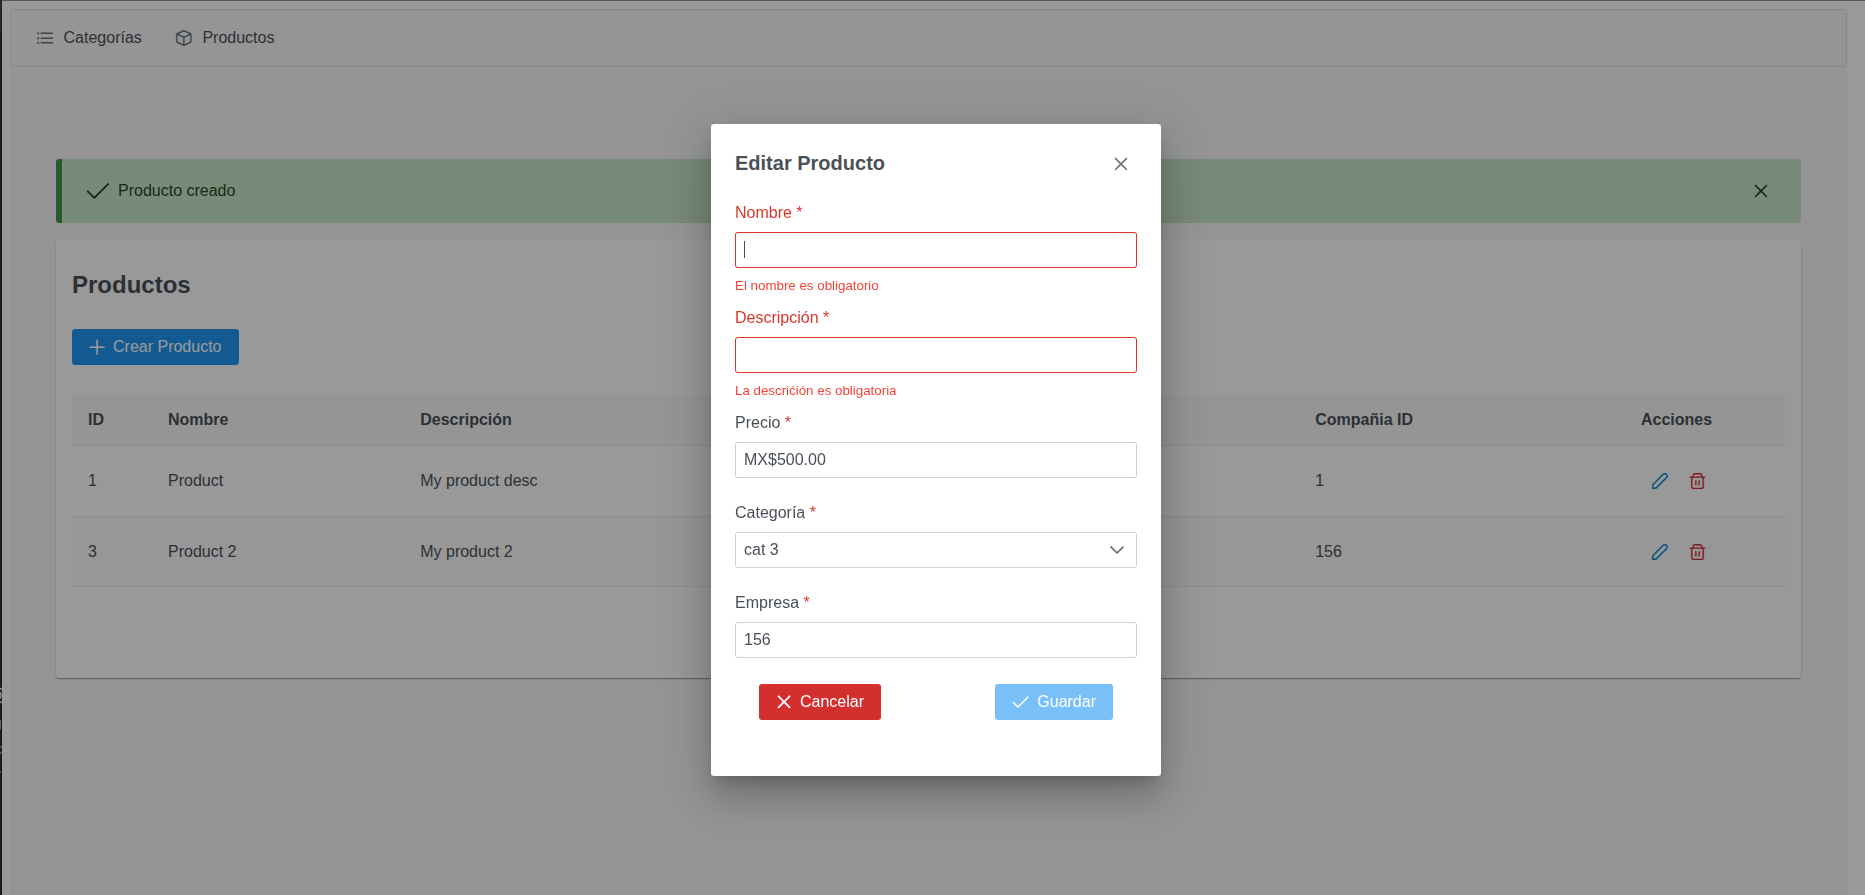 Categorías Productos
Producto creado
Productos
Crear Producto
ID Nombre Descripción Compañia ID Acciones
1 Product My product desc 1
3 Product 2 My product 2 156
Editar Producto
Nombre *
El nombre es obligatorio
Descripción *
La descrićión es obligatoria
Precio *
MX$500.00
Categoría *
cat 3
Empresa *
156
Cancelar Guardar